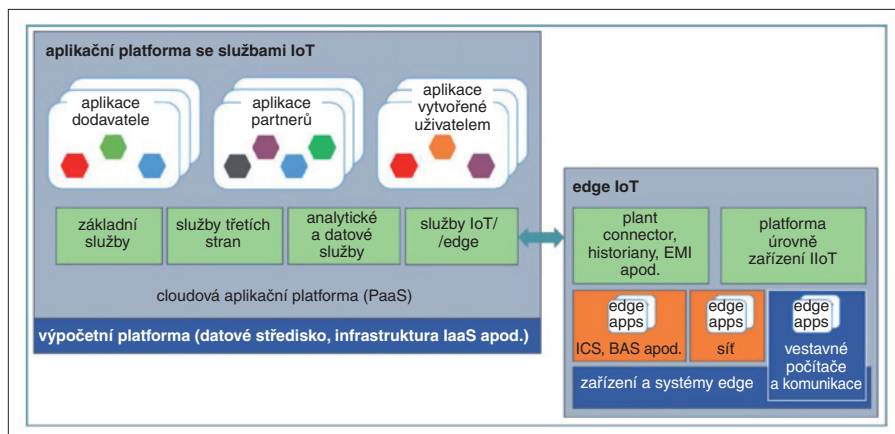 aplikační platforma se službami IoT
aplikace
dodavatele
aplikace
partnerů
aplikace
vytvořené
uživatelem
základní
služby
služby třetích
stran
analytické
a datové
služby
služby IoT/
/edge
cloudová aplikační platforma (PaaS)
výpočetní platforma (datové středisko, infrastruktura IaaS apod.)
edge IoT
plant
connector,
historiany, EMI
apod.
platforma
úrovně
zařízení IIoT
edge
apps
ICS, BAS apod.
edge
apps
síť
edge
apps
vestavné
počítače
a komunikace
zařízení a systémy edge